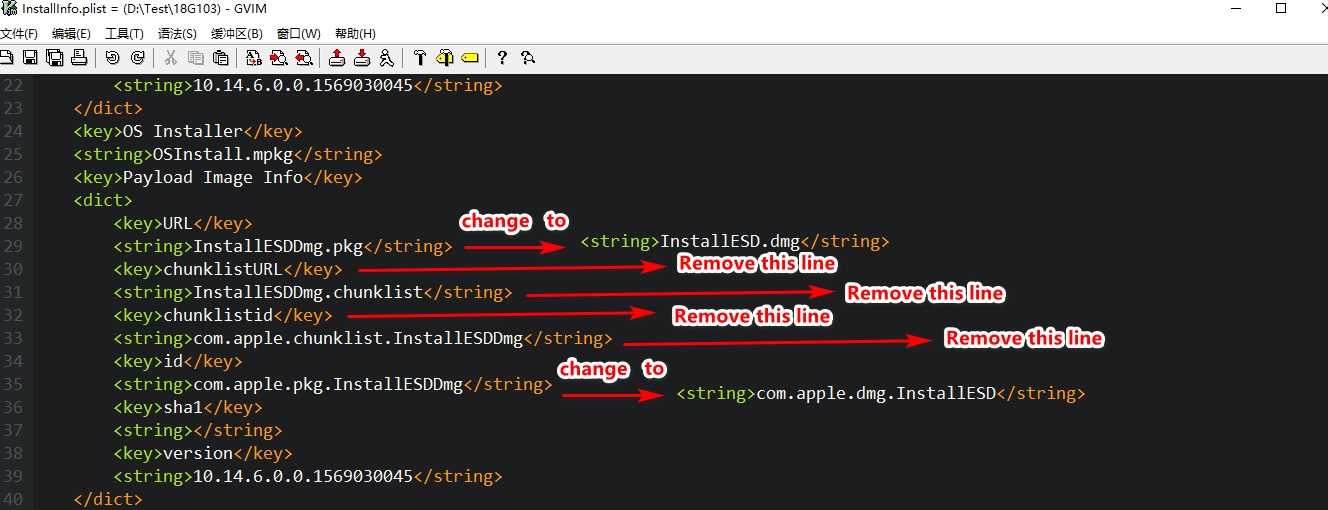 InstallInfo.plist = (D:\Test\18G103) - GVIM
文件(F) 编辑(E) 工具(T) 语法(S) 缓冲区(B) 窗口(W) 帮助(H)
22 <string>10.14.6.0.0.1569030045</string>
23 </dict>
24 <key>OS Installer</key>
25 <string>OSInstall.mpkg</string>
26 <key>Payload Image Info</key>
27 <dict>
28 <key>URL</key> change to
29 <string>InstallESDDmg.pkg</string> <string>InstallESD.dmg</string>
30 <key>chunklistURL</key> Remove this line
31 <string>InstallESDDmg.chunklist</string> Remove this line
32 <key>chunklistid</key> Remove this line
33 <string>com.apple.chunklist.InstallESDDmg</string> Remove this line
34 <key>id</key> change to
35 <string>com.apple.pkg.InstallESDDmg</string> <string>com.apple.dmg.InstallESD</string>
36 <key>sha1</key>
37 <string></string>
38 <key>version</key>
39 <string>10.14.6.0.0.1569030045</string>
40 </dict>